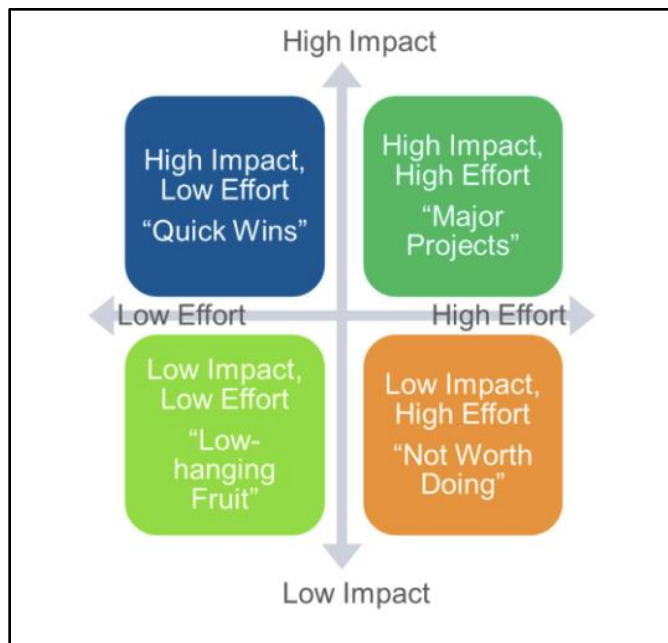 High Impact
High Impact,
Low Effort
“Quick Wins”
High Impact,
High Effort
“Major
Projects”
Low Effort
High Effort
Low Impact,
Low Effort
“Low-
hanging
Fruit”
Low Impact,
High Effort
“Not Worth
Doing”
Low Impact